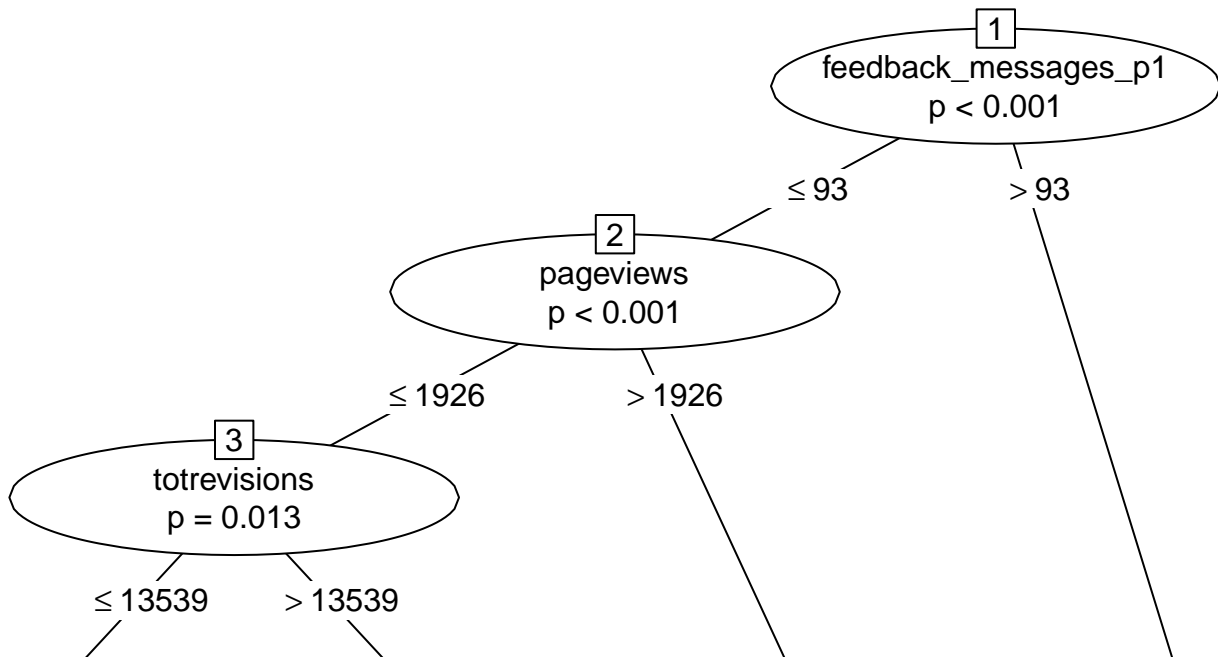 1
feedback_messages_p1
p < 0.001
≤ 93
> 93
2
pageviews
p < 0.001
≤ 1926
> 1926
3
totrevisions
p = 0.013
≤ 13539
> 13539